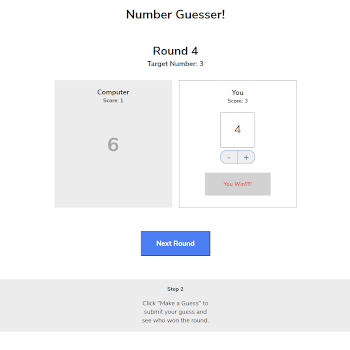 Number Guesser!
Round 4
Target Number: 3
Computer
Score: 1
6
You
Score: 3
4
- +
You Win!!!!
Next Round
Step 2
Click "Make a Guess" to
submit your guess and
see who won the round.